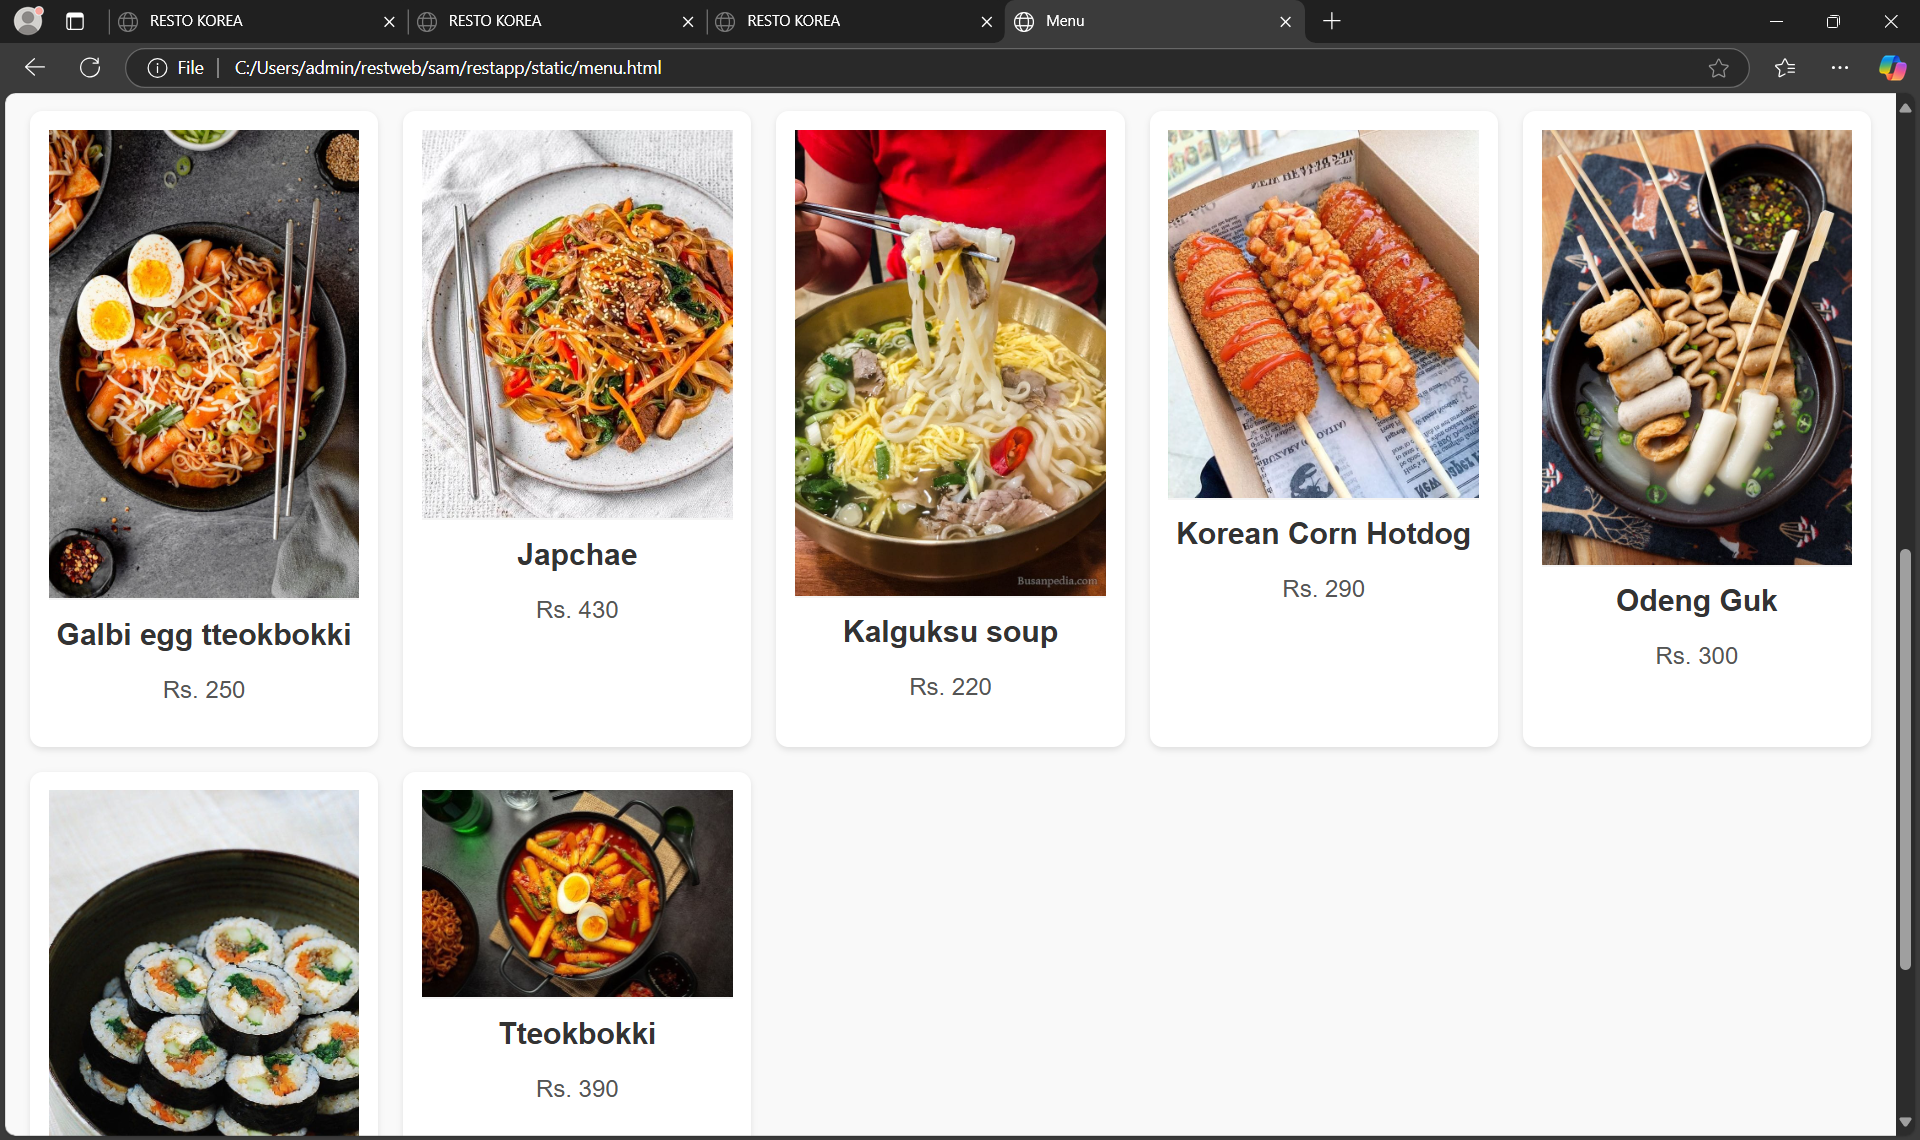 RESTO KOREA
RESTO KOREA
RESTO KOREA
Menu
File
C:/Users/admin/restweb/sam/restapp/static/menu.html
Busanpedia.com
Galbi egg tteokbokki
Rs. 250
Japchae
Rs. 430
Kalguksu soup
Rs. 220
Korean Corn Hotdog
Rs. 290
Odeng Guk
Rs. 300
Tteokbokki
Rs. 390